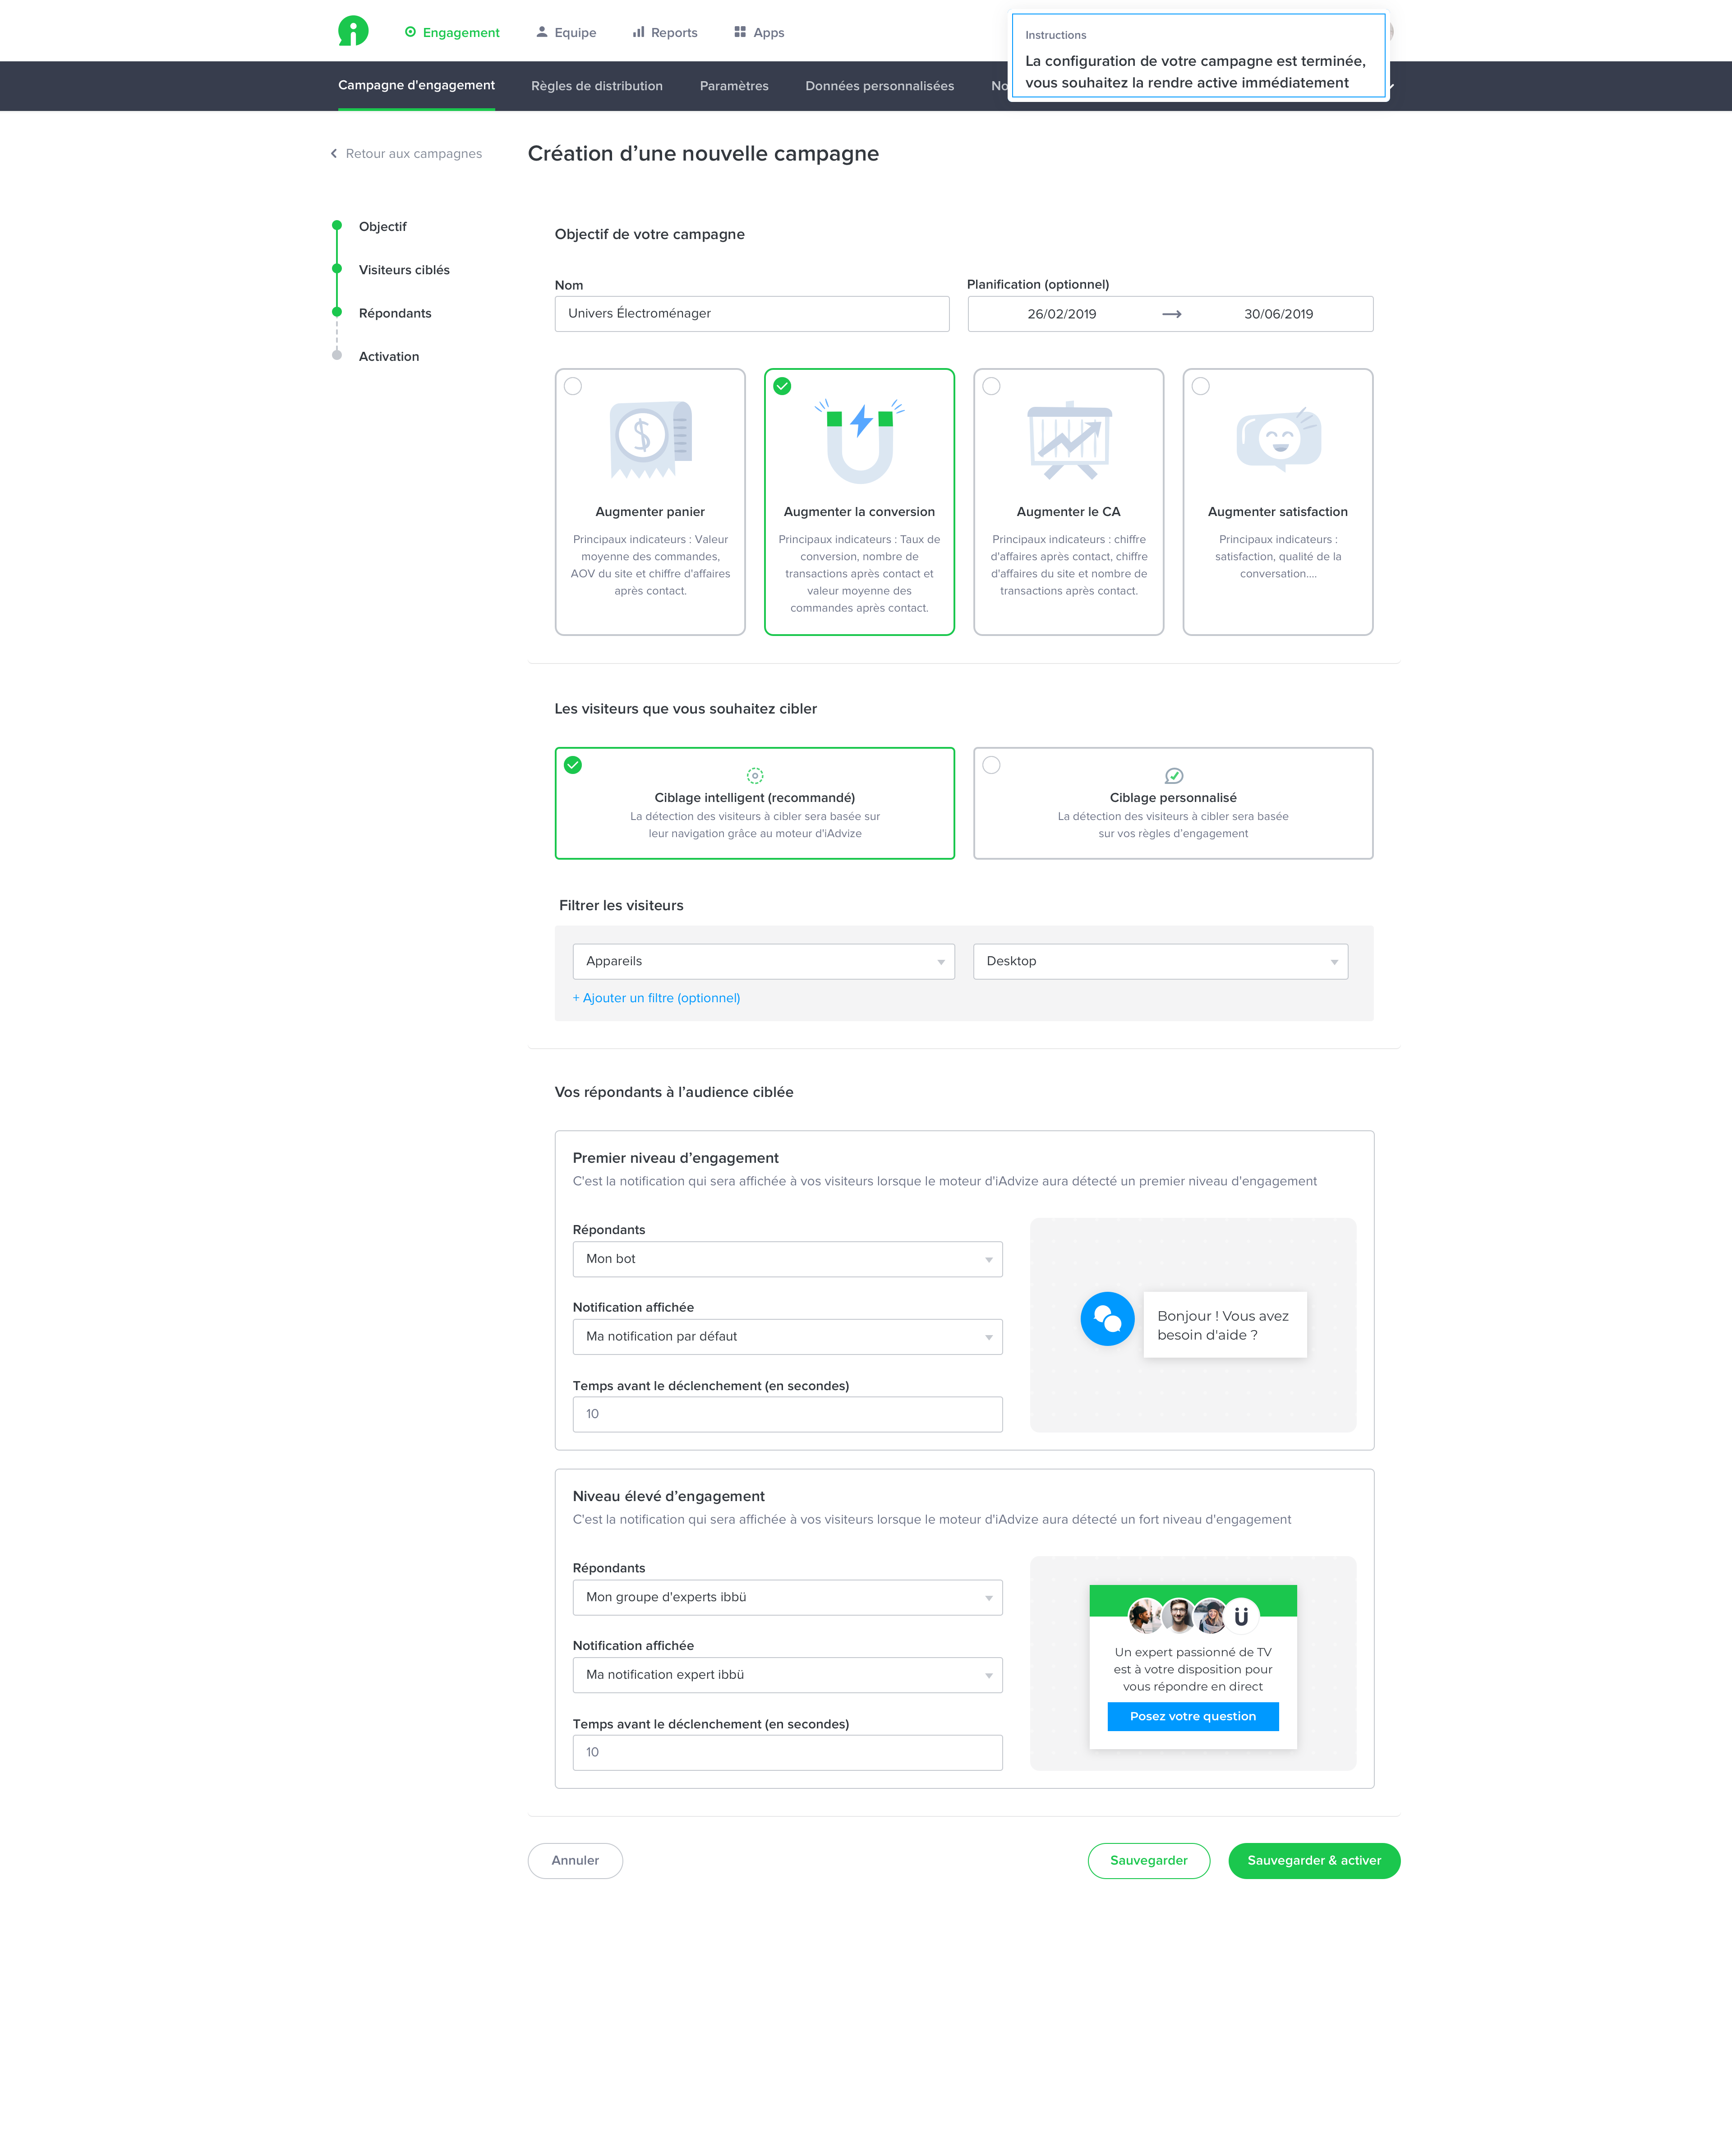 Engagement
Equipe
Reports
Apps
Instructions
La configuration de votre campagne est terminée,
vous souhaitez la rendre active immédiatement
Campagne d'engagement
Règles de distribution
Paramètres
Données personnalisées
Retour aux campagnes
Création d’une nouvelle campagne
Objectif
Visiteurs ciblés
Répondants
Activation
Objectif de votre campagne
Nom
Univers Électroménager
Planification (optionnel)
26/02/2019
30/06/2019
Augmenter panier
Principaux indicateurs : Valeur
moyenne des commandes,
AOV du site et chiffre d'affaires
après contact.
Augmenter la conversion
Principaux indicateurs : Taux de
conversion, nombre de
transactions après contact et
valeur moyenne des
commandes après contact.
Augmenter le CA
Principaux indicateurs : chiffre
d'affaires après contact, chiffre
d'affaires du site et nombre de
transactions après contact.
Augmenter satisfaction
Principaux indicateurs :
satisfaction, qualité de la
conversation....
Les visiteurs que vous souhaitez cibler
Ciblage intelligent (recommandé)
La détection des visiteurs à cibler sera basée sur
leur navigation grâce au moteur d'iAdvize
Ciblage personnalisé
La détection des visiteurs à cibler sera basée
sur vos règles d’engagement
Filtrer les visiteurs
Appareils
Desktop
+ Ajouter un filtre (optionnel)
Vos répondants à l’audience ciblée
Premier niveau d’engagement
C'est la notification qui sera affichée à vos visiteurs lorsque le moteur d'iAdvize aura détecté un premier niveau d'engagement
Répondants
Mon bot
Notification affichée
Ma notification par défaut
Temps avant le déclenchement (en secondes)
10
Bonjour ! Vous avez
besoin d'aide ?
Niveau élevé d’engagement
C'est la notification qui sera affichée à vos visiteurs lorsque le moteur d'iAdvize aura détecté un fort niveau d'engagement
Répondants
Mon groupe d'experts ibbü
Notification affichée
Ma notification expert ibbü
Temps avant le déclenchement (en secondes)
10
ü
Un expert passionné de TV
est à votre disposition pour
vous répondre en direct
Posez votre question
Annuler
Sauvegarder
Sauvegarder & activer